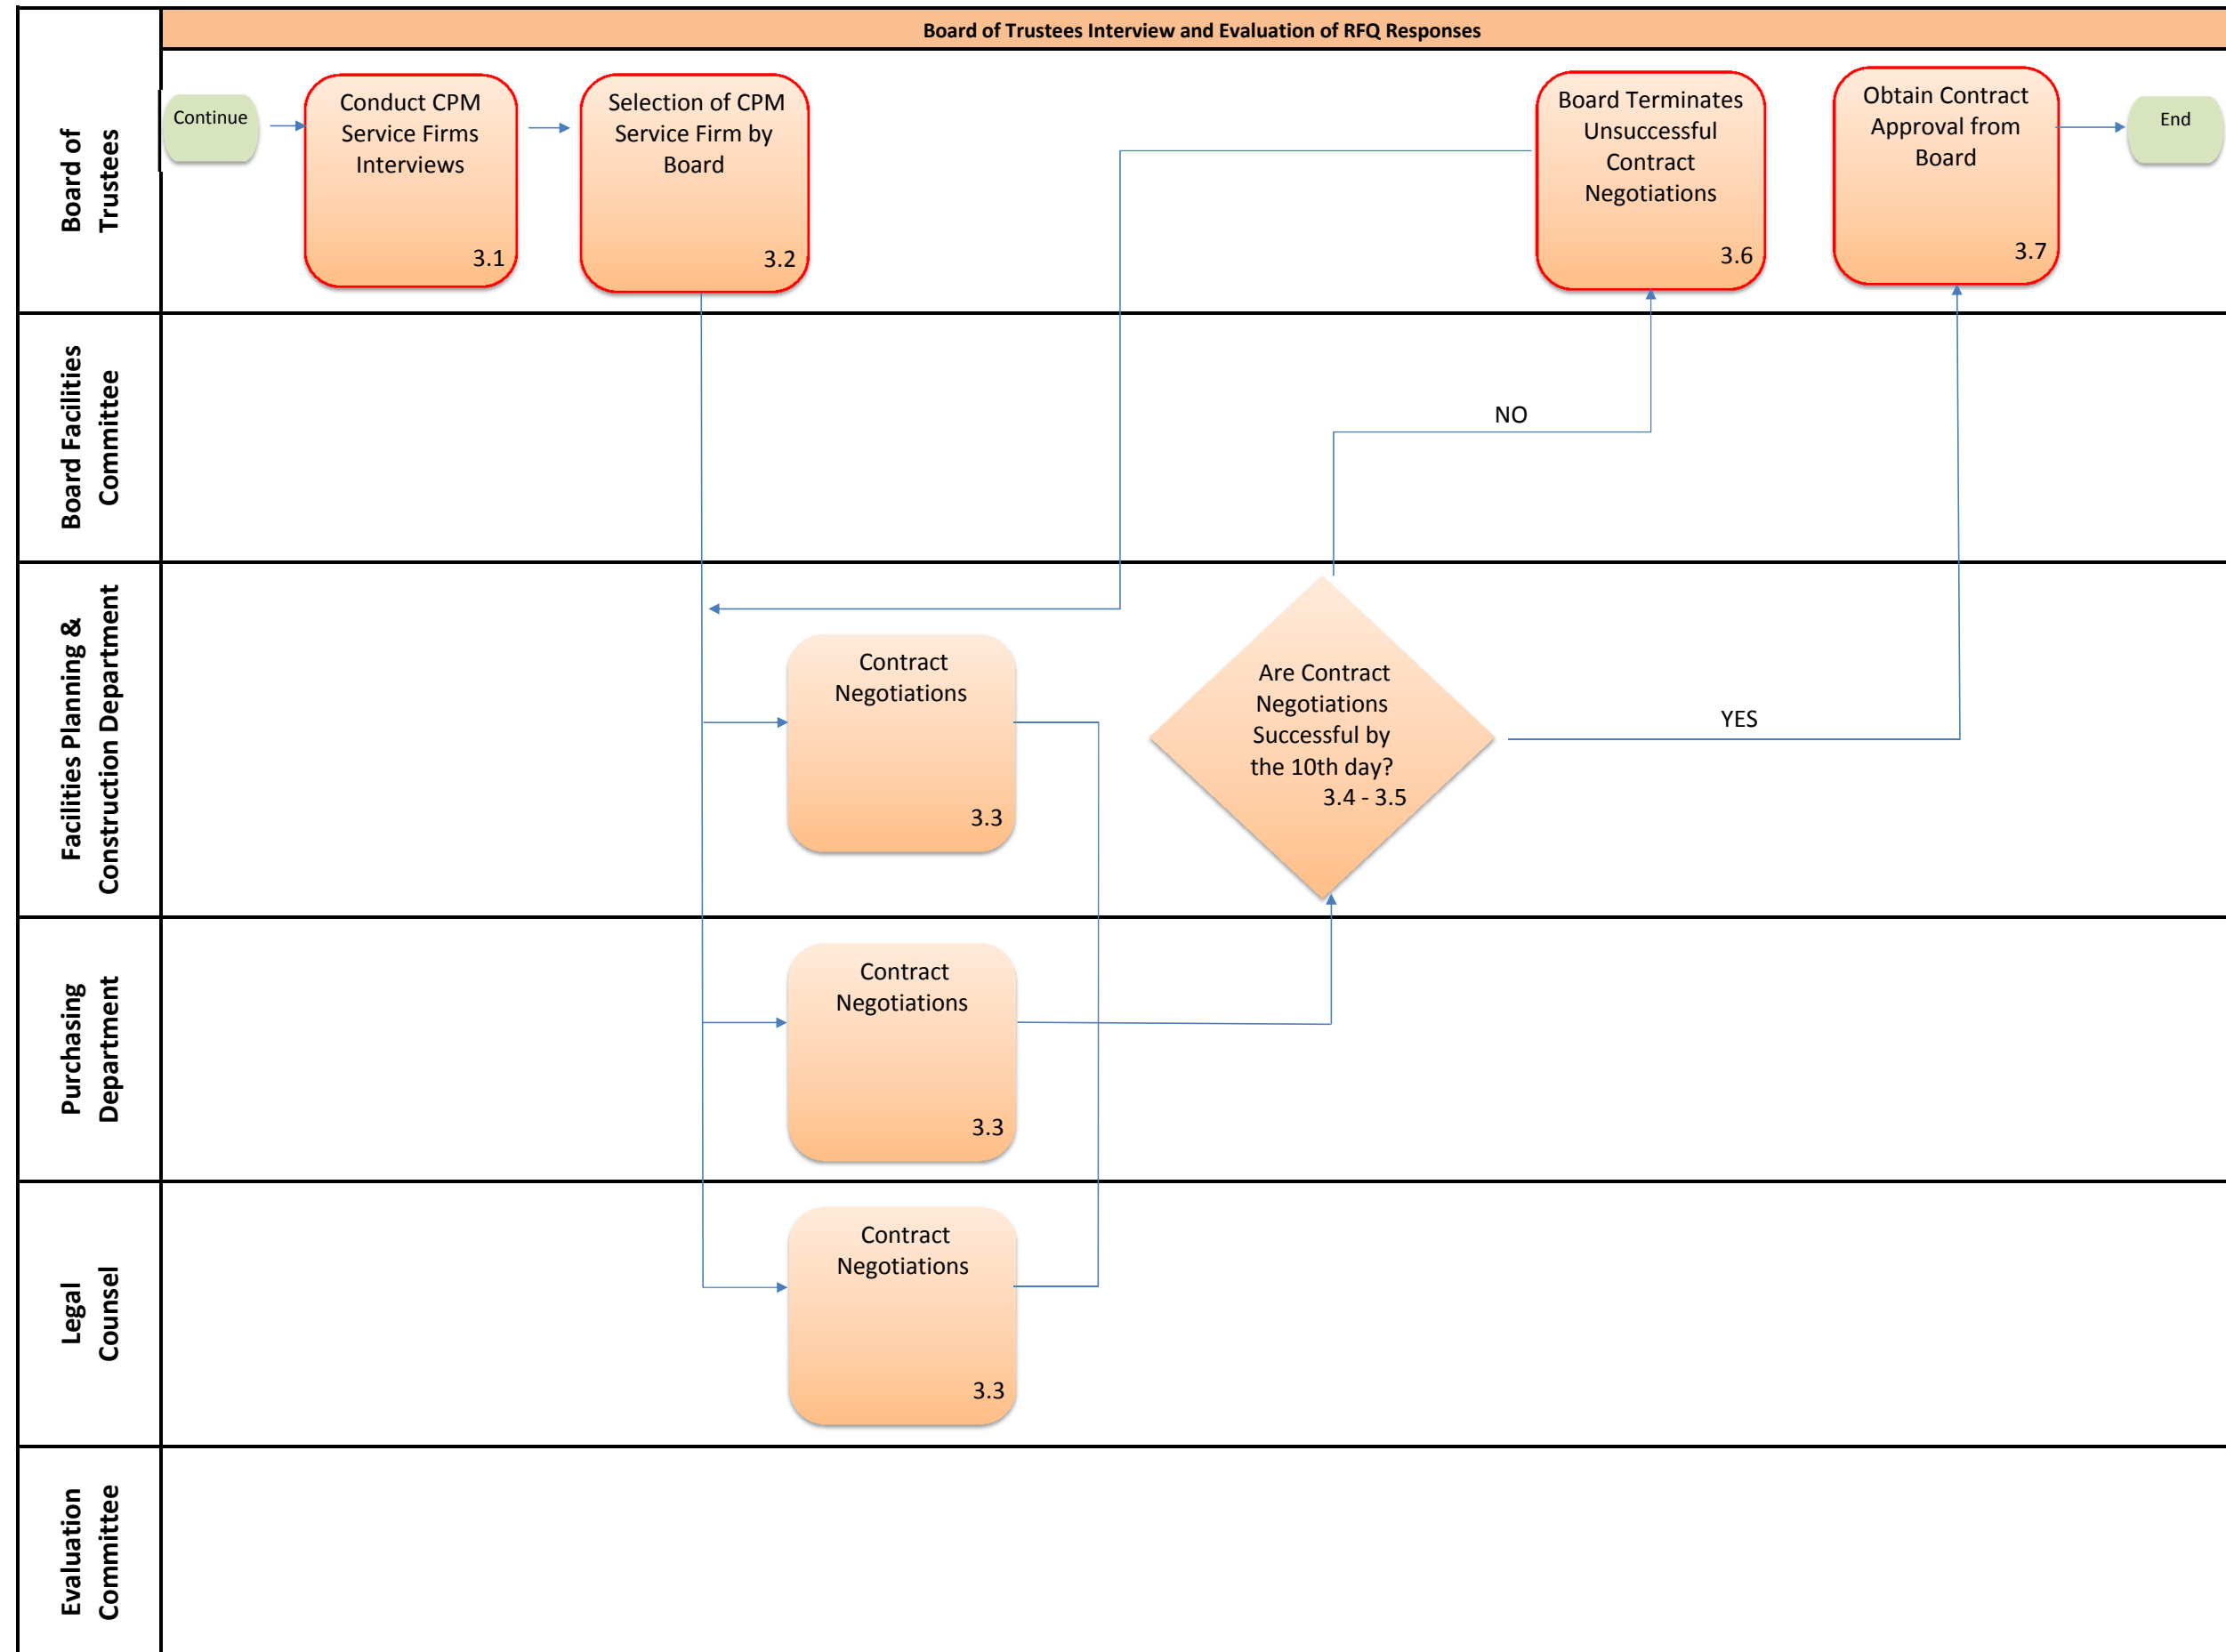 Board of Trustees Interview and Evaluation of RFQ Responses
Board of
Trustees
Continue
Conduct CPM
Service Firms
Interviews
3.1
Selection of CPM
Service Firm by
Board
3.2
Board Terminates
Unsuccessful
Contract
Negotiations
3.6
Obtain Contract
Approval from
Board
3.7
End
Board Facilities
Committee
NO
Facilities Planning &
Construction Department
Contract
Negotiations
3.3
Are Contract
Negotiations
Successful by
the 10th day?
3.4 - 3.5
YES
Purchasing
Department
Contract
Negotiations
3.3
Legal
Counsel
Contract
Negotiations
3.3
Evaluation
Committee